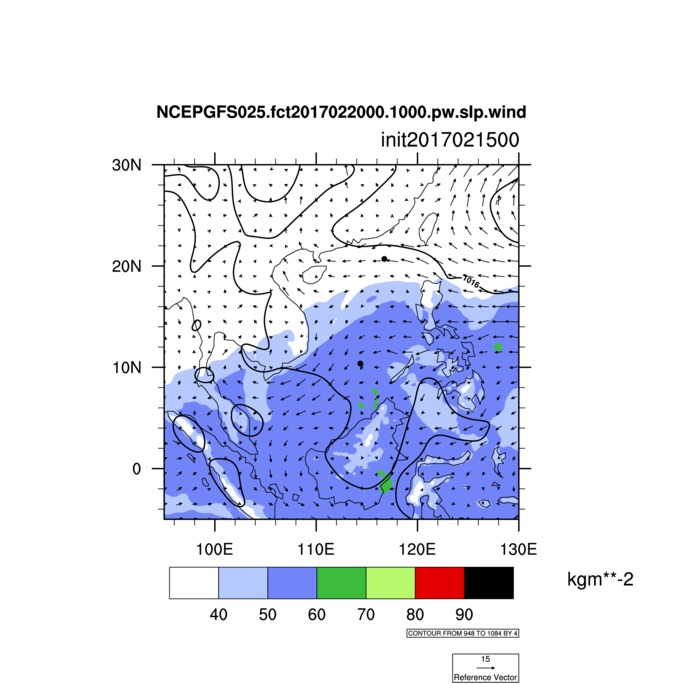 NCEPGFS025.fct2017022000.1000.pw.slp.wind
init2017021500
30N
20N
10N
0
1016
100E 110E 120E 130E
40 50 60 70 80 90
kgm**-2
CONTOUR FROM 948 TO 1084 BY 4
15
Reference Vector